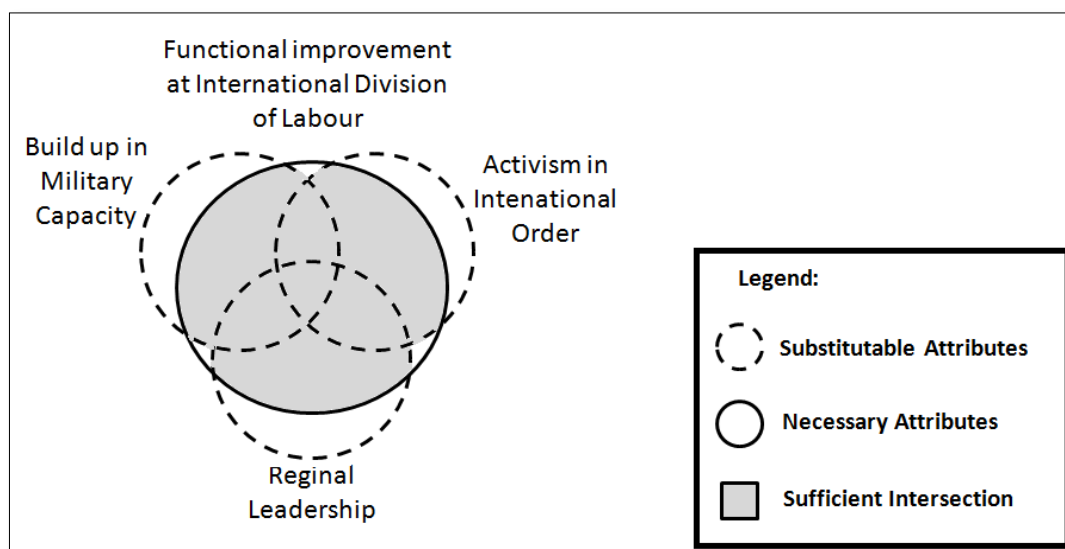 Functional improvement
at International Division
of Labour
Build up in
Military
Capacity
Activism in
Intenational
Order
Reginal
Leadership
Legend:
Substitutable Attributes
Necessary Attributes
Sufficient Intersection